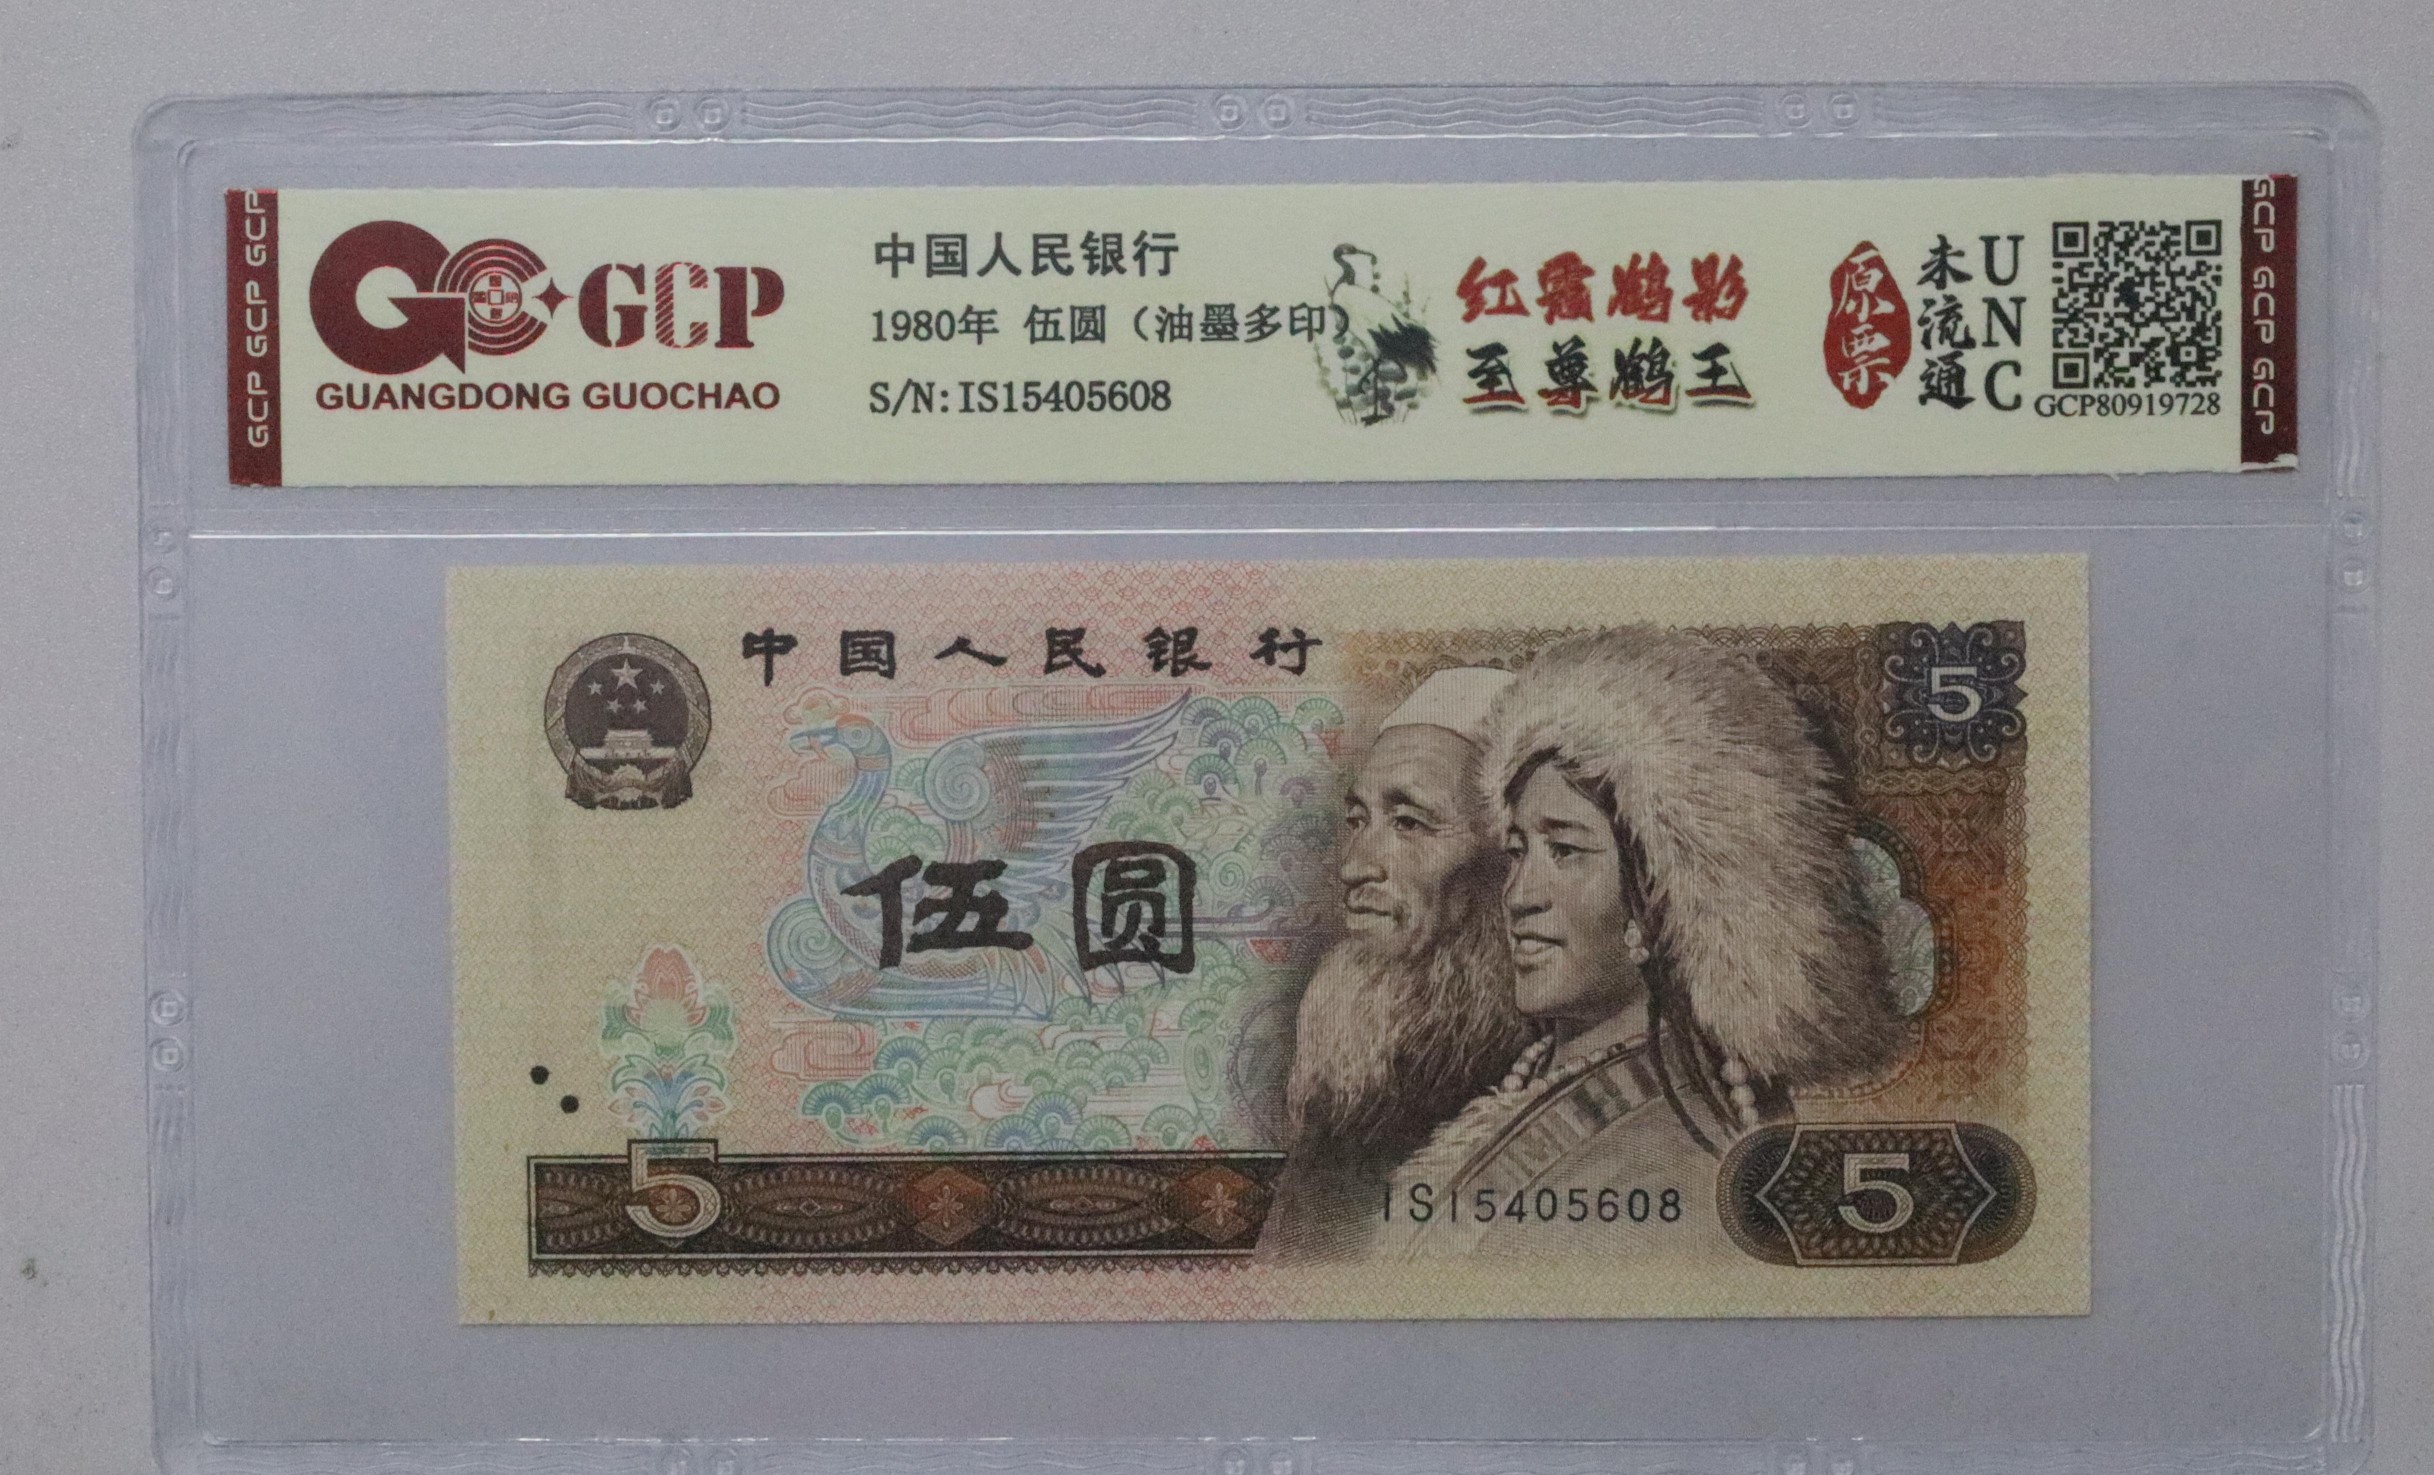 GCP GCP GCP
GCP
GUANGDONG GUOCHAO
中国人民银行
1980年 伍圆（油墨多印）
S/N: IS15405608
红霞鹤影
至尊鹤王
原票
未流通
UNC
GCP80919728
GCP GCP GCP
中国人民银行
5
伍圆
5
IS15405608
5